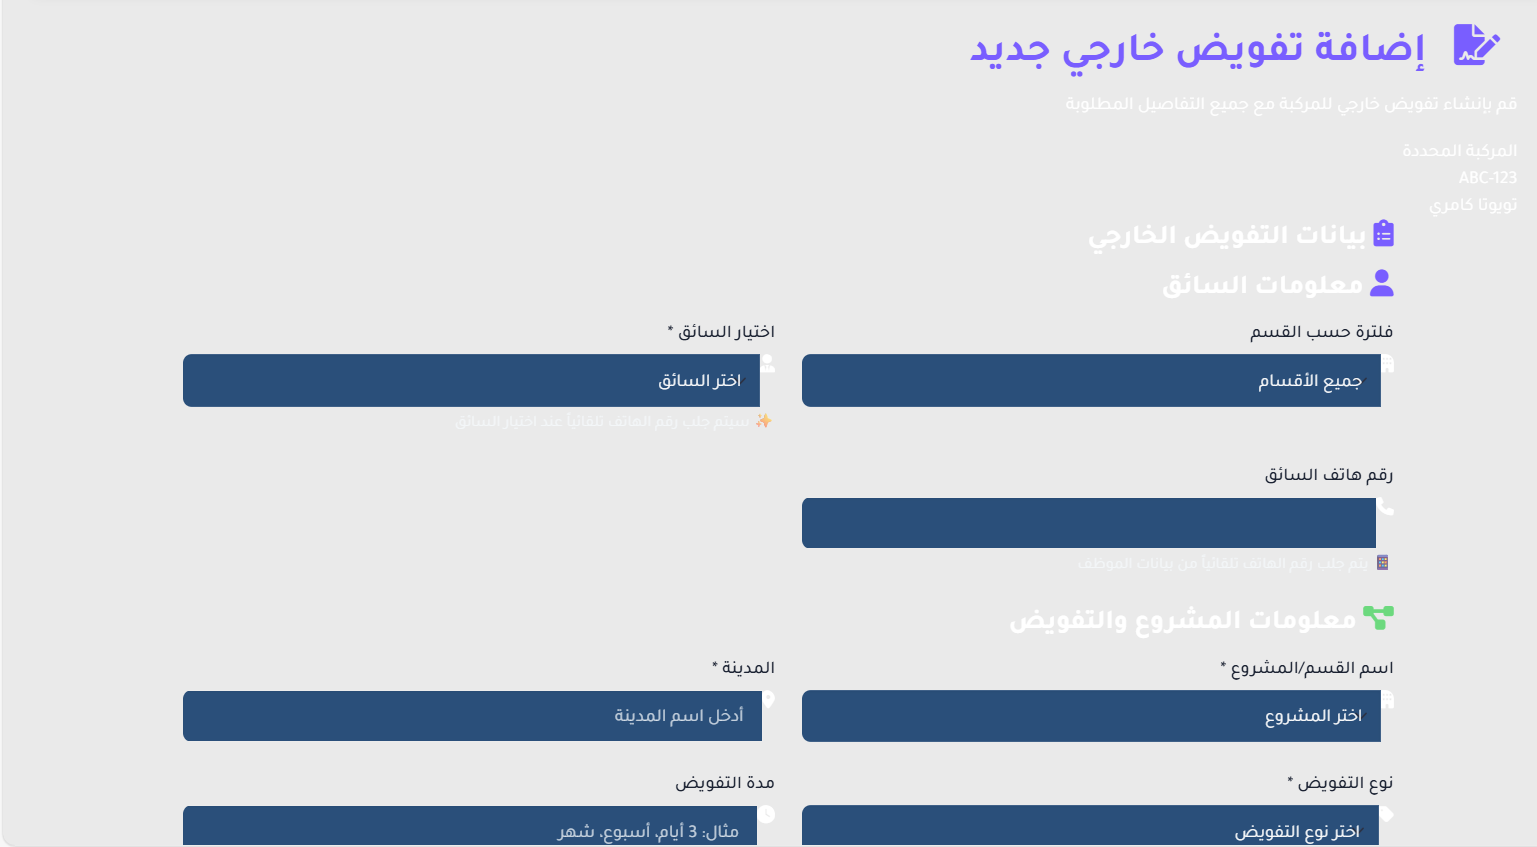 إضافة تفويض خارجي جديد
قم بإنشاء تفويض خارجي للمركبة مع جميع التفاصيل المطلوبة
المركبة المحددة
ABC-123
تويوتا كامري
بيانات التفويض الخارجي
معلومات السائق
فلترة حسب القسم
جميع الأقسام
اختيار السائق *
اختر السائق
✨ سيتم جلب رقم الهاتف تلقائياً عند اختيار السائق
رقم هاتف السائق
يتم جلب رقم الهاتف تلقائياً من بيانات الموظف
معلومات المشروع والتفويض
اسم القسم/المشروع *
اختر المشروع
المدينة *
أدخل اسم المدينة
نوع التفويض *
اختر نوع التفويض
مدة التفويض
مثال: 3 أيام، أسبوع، شهر